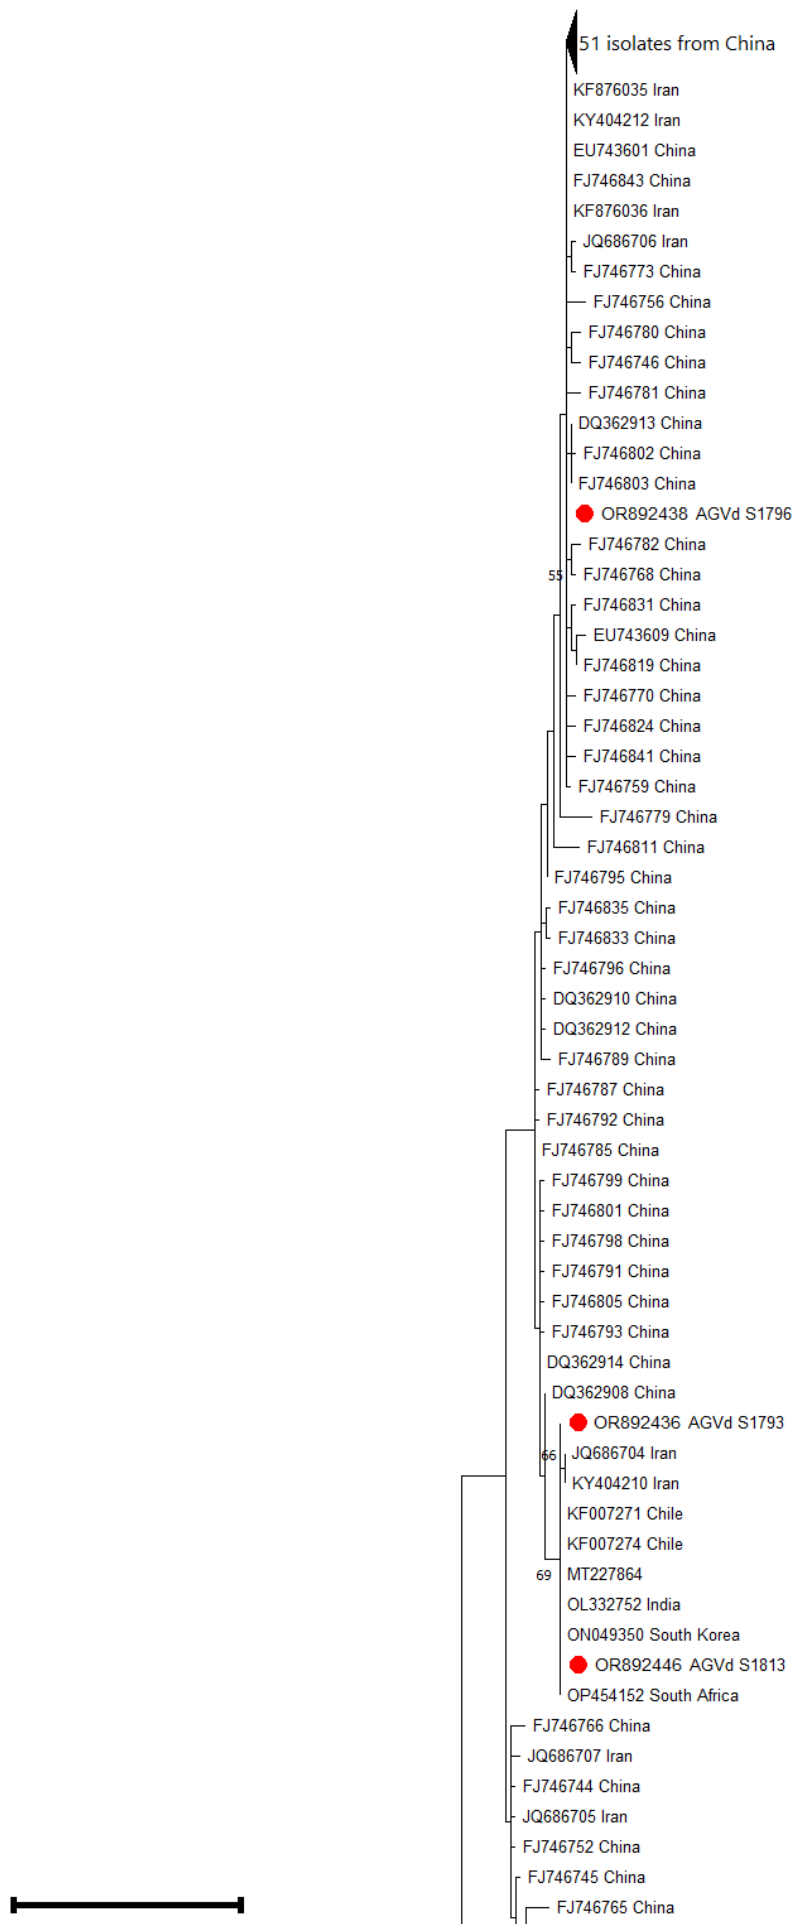 51 isolates from China
KF876035 Iran
KY404212 Iran
EU743601 China
FJ746843 China
KF876036 Iran
JQ686706 Iran
FJ746773 China
FJ746756 China
FJ746780 China
FJ746746 China
FJ746781 China
DQ362913 China
FJ746802 China
FJ746803 China
OR892438 AGVd S1796
FJ746782 China
55
FJ746768 China
FJ746831 China
EU743609 China
FJ746819 China
FJ746770 China
FJ746824 China
FJ746841 China
FJ746759 China
FJ746779 China
FJ746811 China
FJ746795 China
FJ746835 China
FJ746833 China
FJ746796 China
DQ362910 China
DQ362912 China
FJ746789 China
FJ746787 China
FJ746792 China
FJ746785 China
FJ746799 China
FJ746801 China
FJ746798 China
FJ746791 China
FJ746805 China
FJ746793 China
DQ362914 China
DQ362908 China
OR892436 AGVd S1793
66
JQ686704 Iran
KY404210 Iran
KF007271 Chile
KF007274 Chile
69
MT227864
OL332752 India
ON049350 South Korea
OR892446 AGVd S1813
OP454152 South Africa
FJ746766 China
JQ686707 Iran
FJ746744 China
JQ686705 Iran
FJ746752 China
FJ746745 China
FJ746765 China